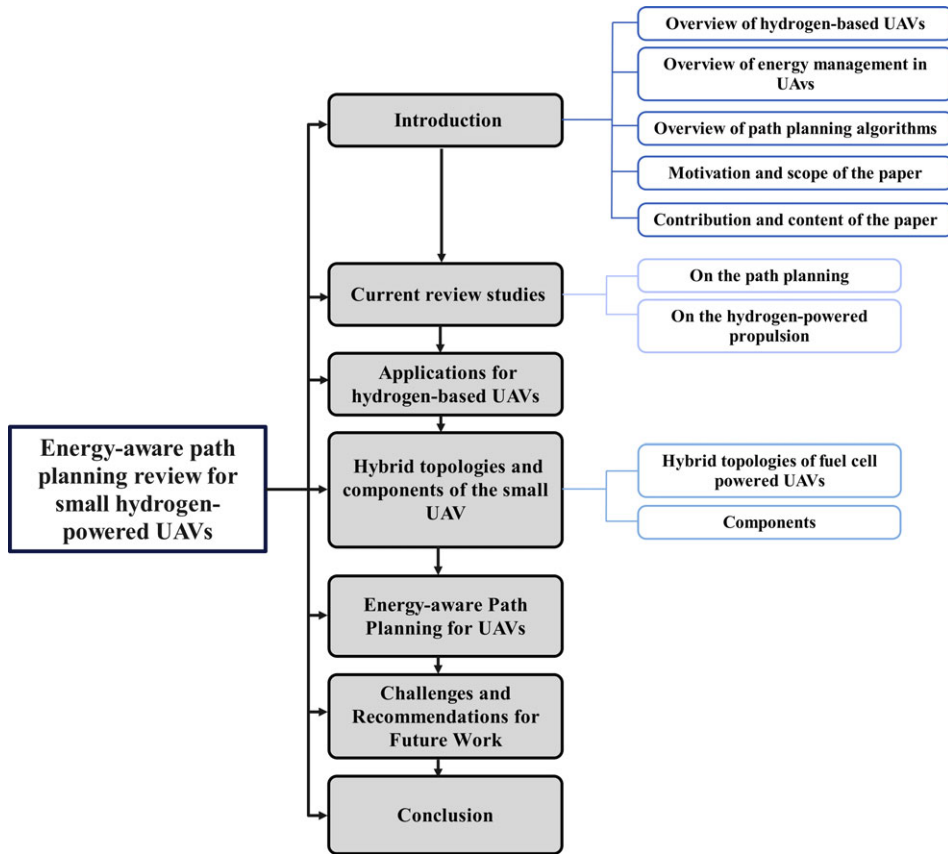 Energy-aware path
planning review for
small hydrogen-
powered UAVs
Introduction
Overview of hydrogen-based UAVs
Overview of energy management in
UAvs
Overview of path planning algorithms
Motivation and scope of the paper
Contribution and content of the paper
Current review studies
On the path planning
On the hydrogen-powered
propulsion
Applications for
hydrogen-based UAVs
Hybrid topologies and
components of the small
UAV
Hybrid topologies of fuel cell
powered UAVs
Components
Energy-aware Path
Planning for UAVs
Challenges and
Recommendations for
Future Work
Conclusion